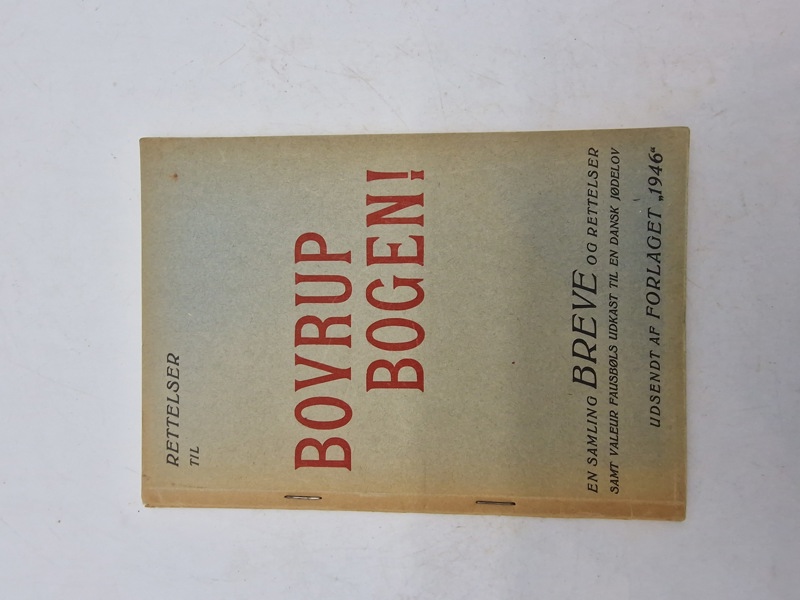 RETTELSER
TIL
BOVRUP
BOGEN!
EN SAMLING BREVE OG RETTELSER
SAMT VALEUR FAUSBØLS UDKAST TIL EN DANSK JØDELOV
UDSENDT AF FORLAGET „1946“